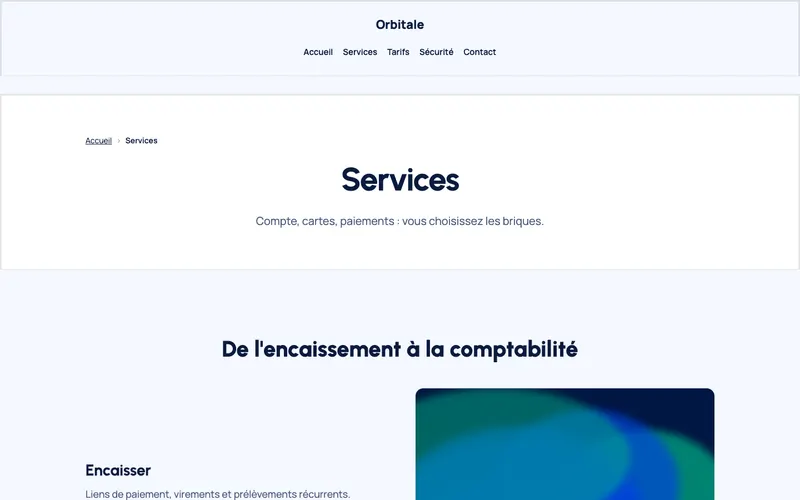 Orbitale
Accueil Services Tarifs Sécurité Contact
Accueil › Services
Services
Compte, cartes, paiements : vous choisissez les briques.
De l'encaissement à la comptabilité
Encaisser
Liens de paiement, virements et prélèvements récurrents.